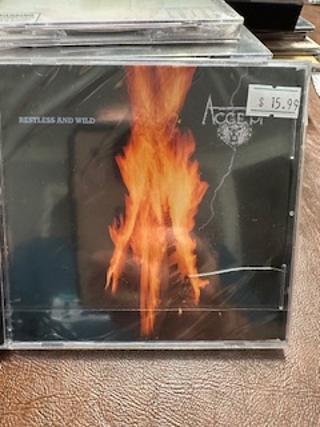 RESTLESS AND WILD
ACCEPT
$ 15.99